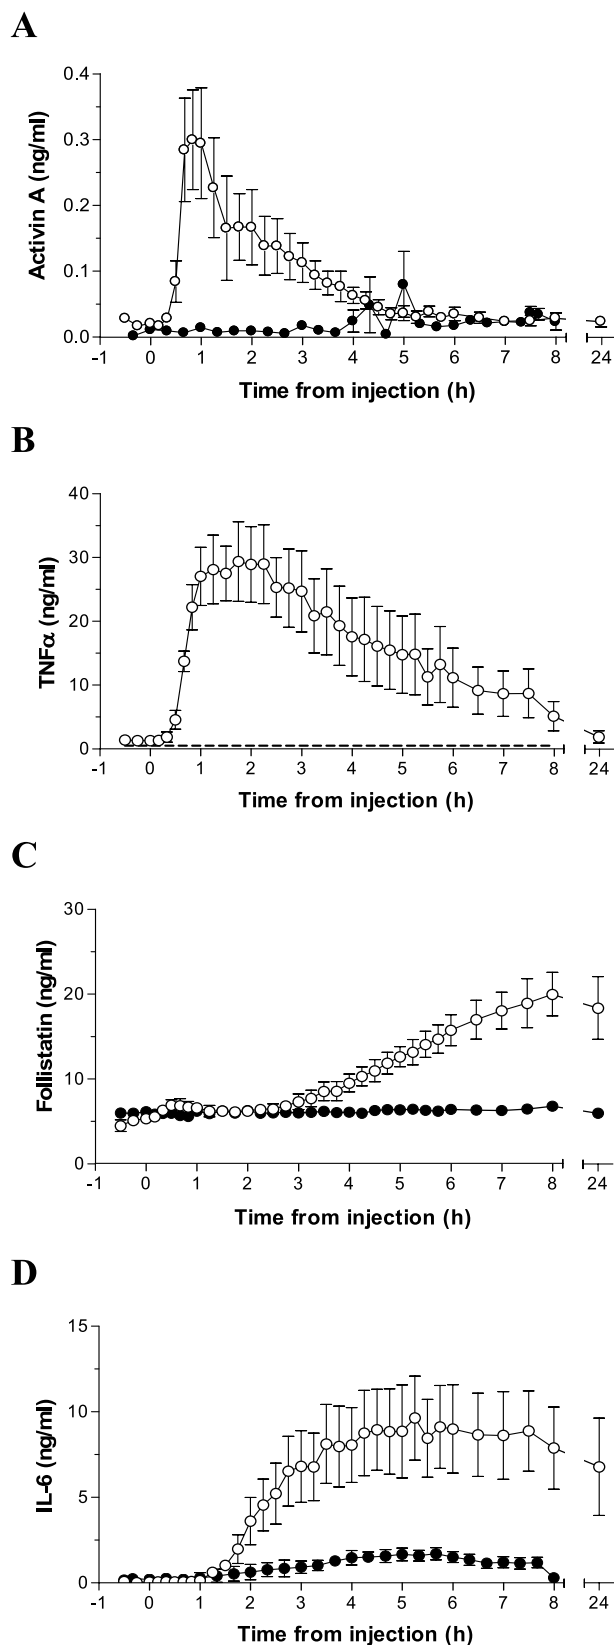 A
0.4
0.3
0.2
0.1
0.0
Activin A (ng/ml)
-1 0 1 2 3 4 5 6 7 8 24
Time from injection (h)
B
40
30
20
10
0
TNFα (ng/ml)
-1 0 1 2 3 4 5 6 7 8 24
Time from injection (h)
C
30
20
10
0
Follistatin (ng/ml)
-1 0 1 2 3 4 5 6 7 8 24
Time from injection (h)
D
15
10
5
0
IL-6 (ng/ml)
-1 0 1 2 3 4 5 6 7 8 24
Time from injection (h)